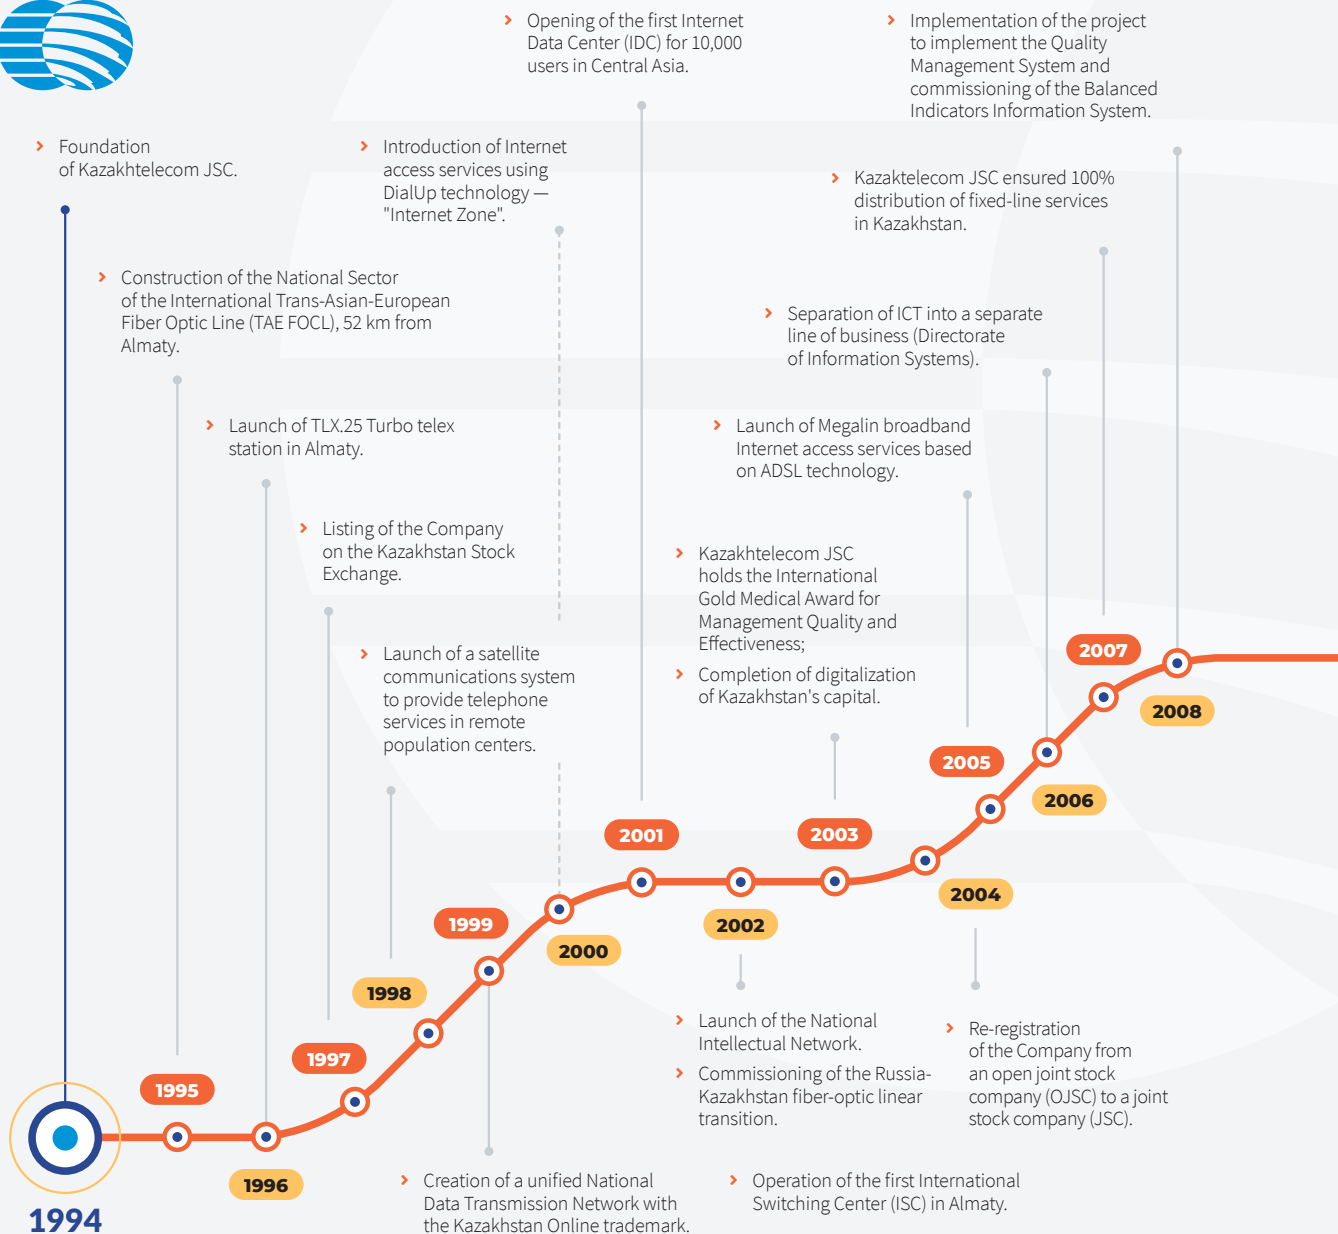 Opening of the first Internet
Data Center (IDC) for 10,000
users in Central Asia.
Implementation of the project
to implement the Quality
Management System and
commissioning of the Balanced
Indicators Information System.
Foundation
of Kazakhtelecom JSC.
Introduction of Internet
access services using
DialUp technology —
"Internet Zone".
Kazaktelecom JSC ensured 100%
distribution of fixed-line services
in Kazakhstan.
Construction of the National Sector
of the International Trans-Asian-European
Fiber Optic Line (TAE FOCL), 52 km from
Almaty.
Separation of ICT into a separate
line of business (Directorate
of Information Systems).
Launch of TLX.25 Turbo telex
station in Almaty.
Launch of Megalin broadband
Internet access services based
on ADSL technology.
Listing of the Company
on the Kazakhstan Stock
Exchange.
Kazakhtelecom JSC
holds the International
Gold Medical Award for
Management Quality and
Effectiveness;
Completion of digitalization
of Kazakhstan's capital.
Launch of a satellite
communications system
to provide telephone
services in remote
population centers.
2007
2008
2005
2006
2001
2003
2004
1999
2002
2000
1998
1997
1995
1996
1994
Launch of the National
Intellectual Network.
Commissioning of the Russia-
Kazakhstan fiber-optic linear
transition.
Re-registration
of the Company from
an open joint stock
company (OJSC) to a joint
stock company (JSC).
Creation of a unified National
Data Transmission Network with
the Kazakhstan Online trademark.
Operation of the first International
Switching Center (ISC) in Almaty.